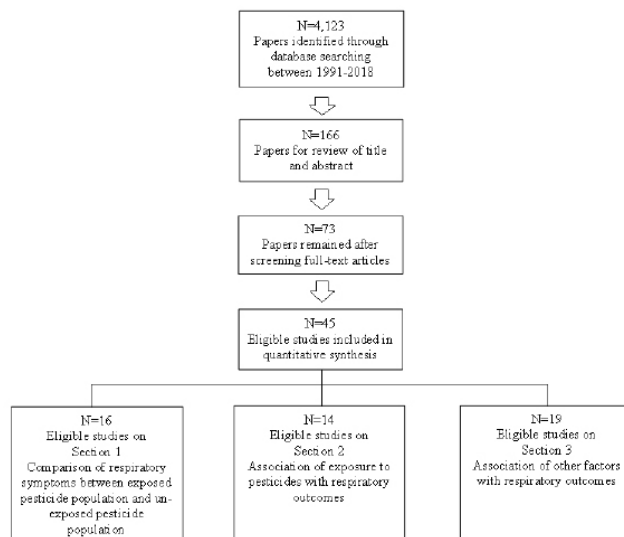 N=4,123
Papers identified through
database searching
between 1991-2018
N=166
Papers for review of title
and abstract
N=73
Papers remained after
screening full-text articles
N=45
Eligible studies included in
quantitative synthesis
N=16
Eligible studies on
Section 1
Comparison of respiratory
symptoms between exposed
pesticide population and un-
exposed pesticide
population
N=14
Eligible studies on
Section 2
Association of exposure to
pesticides with respiratory
outcomes
N=19
Eligible studies on
Section 3
Association of other factors
with respiratory outcomes